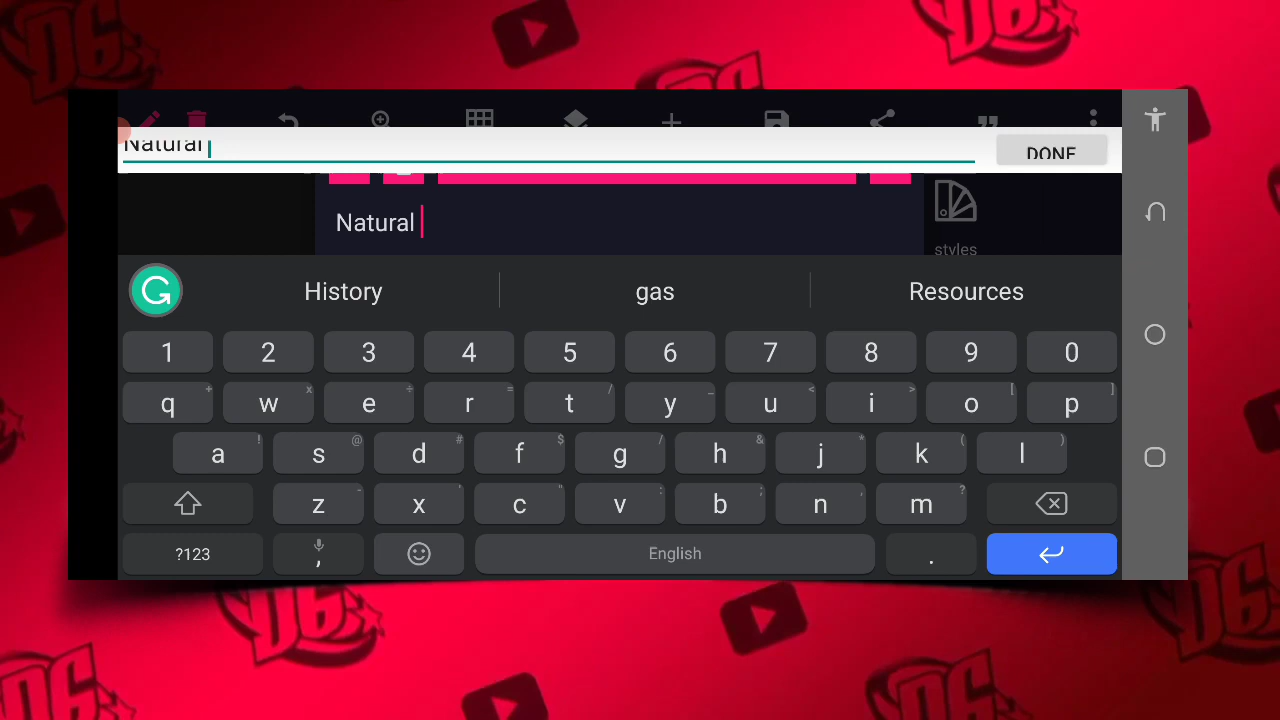 Natural
DONE
Natural
styles
History gas Resources
1 2 3 4 5 6 7 8 9 0
q + w x e ÷ r = t / y _ u < i > o [ p ]
a ! s @ d # f $ g / h & j * k ( l )
z - x ' c " v : b ; n , m ?
?123 , English .